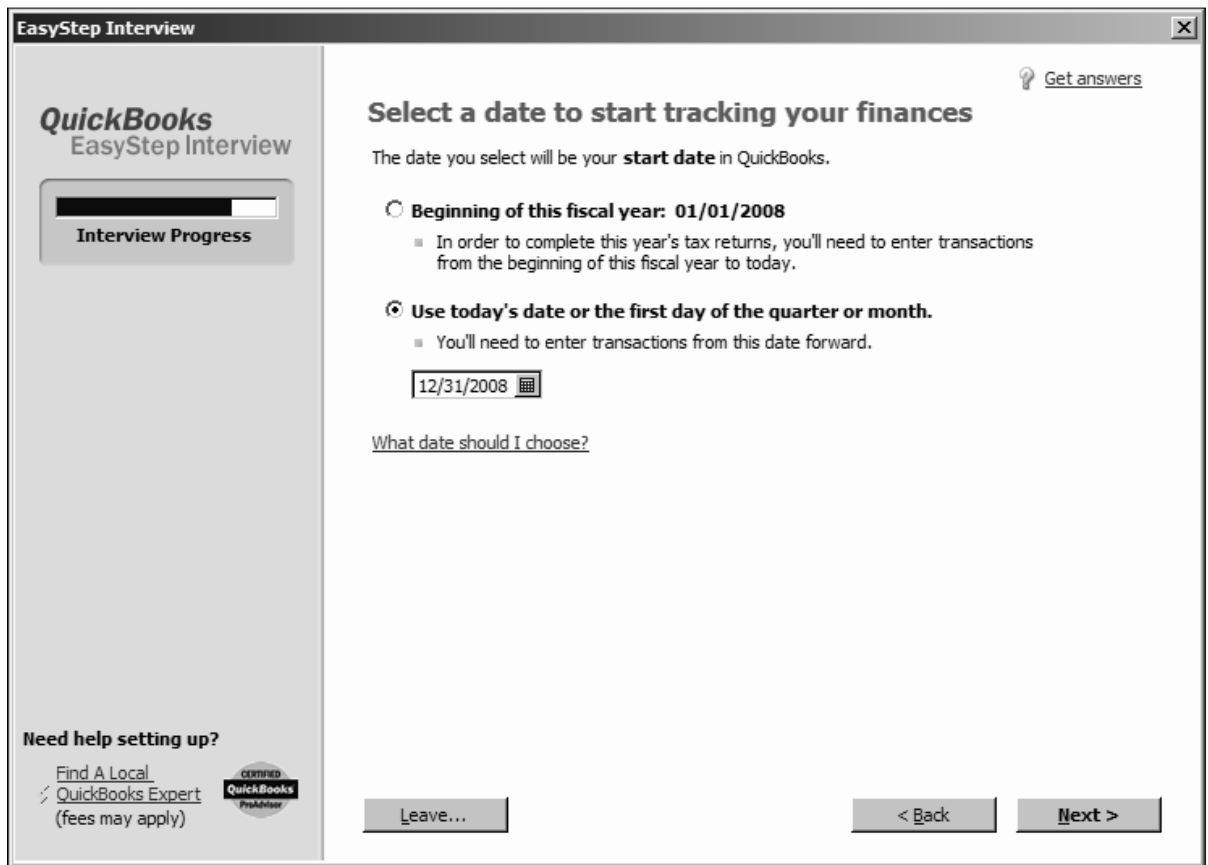 EasyStep Interview
QuickBooks
EasyStep Interview
Interview Progress
Get answers
Select a date to start tracking your finances
The date you select will be your start date in QuickBooks.
Beginning of this fiscal year: 01/01/2008
In order to complete this year's tax returns, you'll need to enter transactions
from the beginning of this fiscal year to today.
Use today's date or the first day of the quarter or month.
You'll need to enter transactions from this date forward.
12/31/2008
What date should I choose?
Need help setting up?
Find A Local
QuickBooks Expert
(fees may apply)
CERTIFIED
QuickBooks
ProAdvisor
Leave...
< Back
Next >